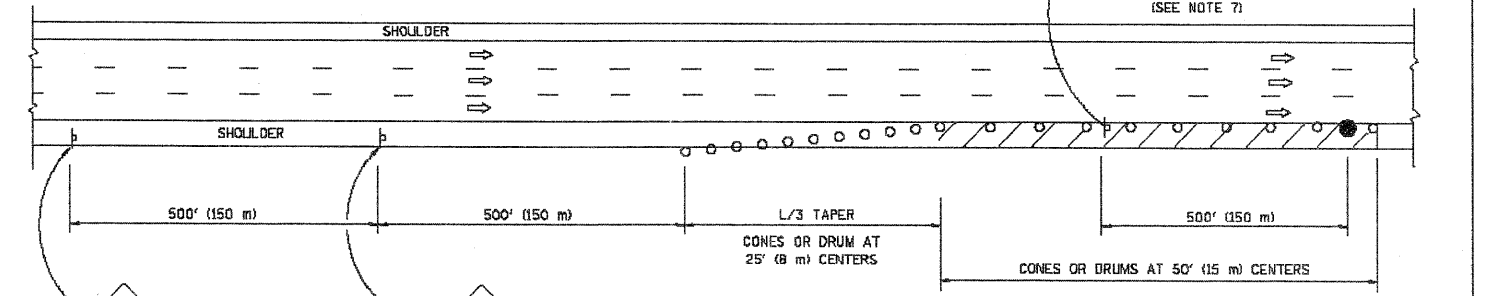 (SEE NOTE 7)
SHOULDER
SHOULDER
500' (150 m)
500' (150 m)
L/3 TAPER
CONES OR DRUM AT
25' (8 m) CENTERS
500' (150 m)
CONES OR DRUMS AT 50' (15 m) CENTERS